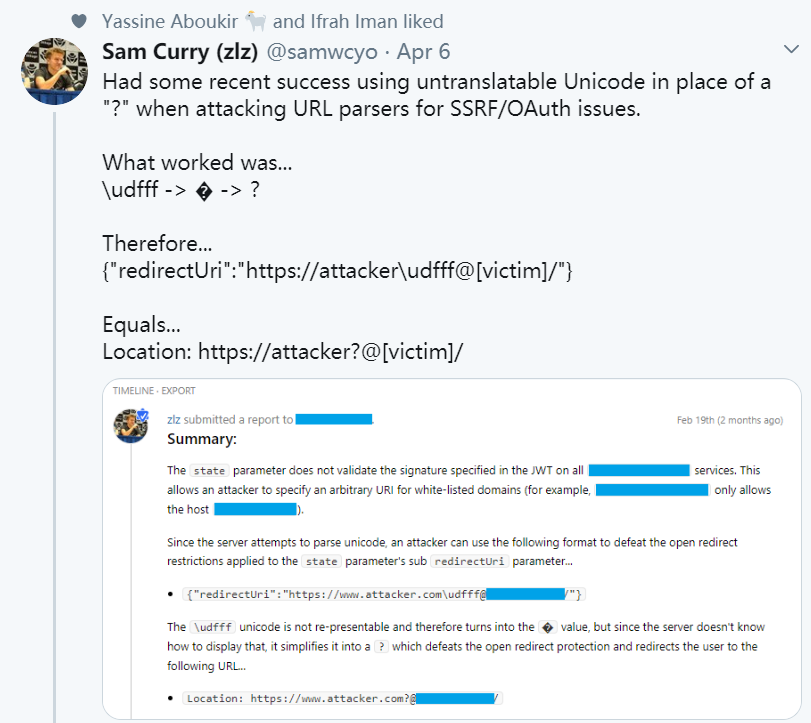 Yassine Aboukir 🐐 and Ifrah Iman liked
Sam Curry (zlz) @samwcyo · Apr 6
Had some recent success using untranslatable Unicode in place of a
"?" when attacking URL parsers for SSRF/OAuth issues.
What worked was...
\udfff -> � -> ?
Therefore...
{"redirectUri":"https://attacker\udfff@[victim]/"}
Equals...
Location: https://attacker?@[victim]/
TIMELINE · EXPORT
zlz submitted a report to
Feb 19th (2 months ago)
Summary:
The state parameter does not validate the signature specified in the JWT on all services. This
allows an attacker to specify an arbitrary URI for white-listed domains (for example, only allows
the host ).
Since the server attempts to parse unicode, an attacker can use the following format to defeat the open redirect
restrictions applied to the state parameter's sub redirectUri parameter...
• {"redirectUri":"https://www.attacker.com\udfff@/"}
The \udfff unicode is not re-presentable and therefore turns into the � value, but since the server doesn't know
how to display that, it simplifies it into a ? which defeats the open redirect protection and redirects the user to the
following URL...
• Location: https://www.attacker.com?@/